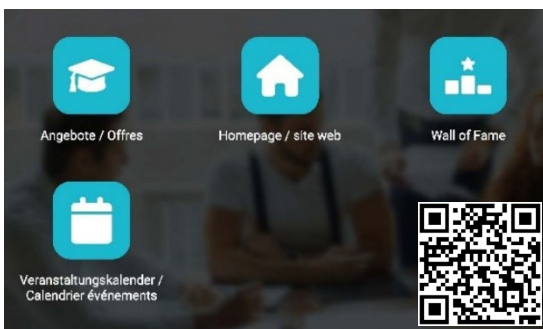 Angebote / Offres
Homepage / site web
Wall of Fame
Veranstaltungskalender /
Calendrier événements